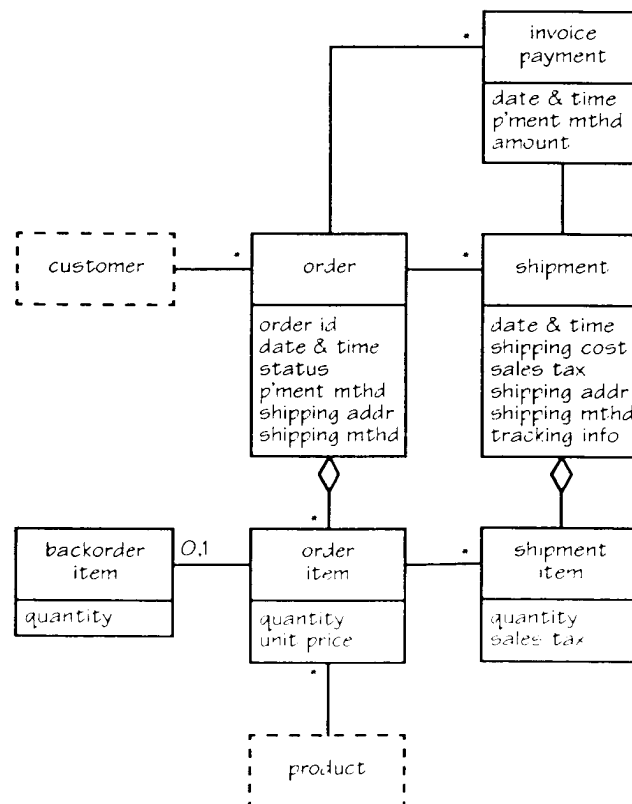 *
invoice
payment
date & time
p'ment mthd
amount
customer
*
order
*
shipment
order id
date & time
status
p'ment mthd
shipping addr
shipping mthd
date & time
shipping cost
sales tax
shipping addr
shipping mthd
tracking info
*
backorder
item
0,1
order
item
*
shipment
item
quantity
quantity
unit price
quantity
sales tax
*
product